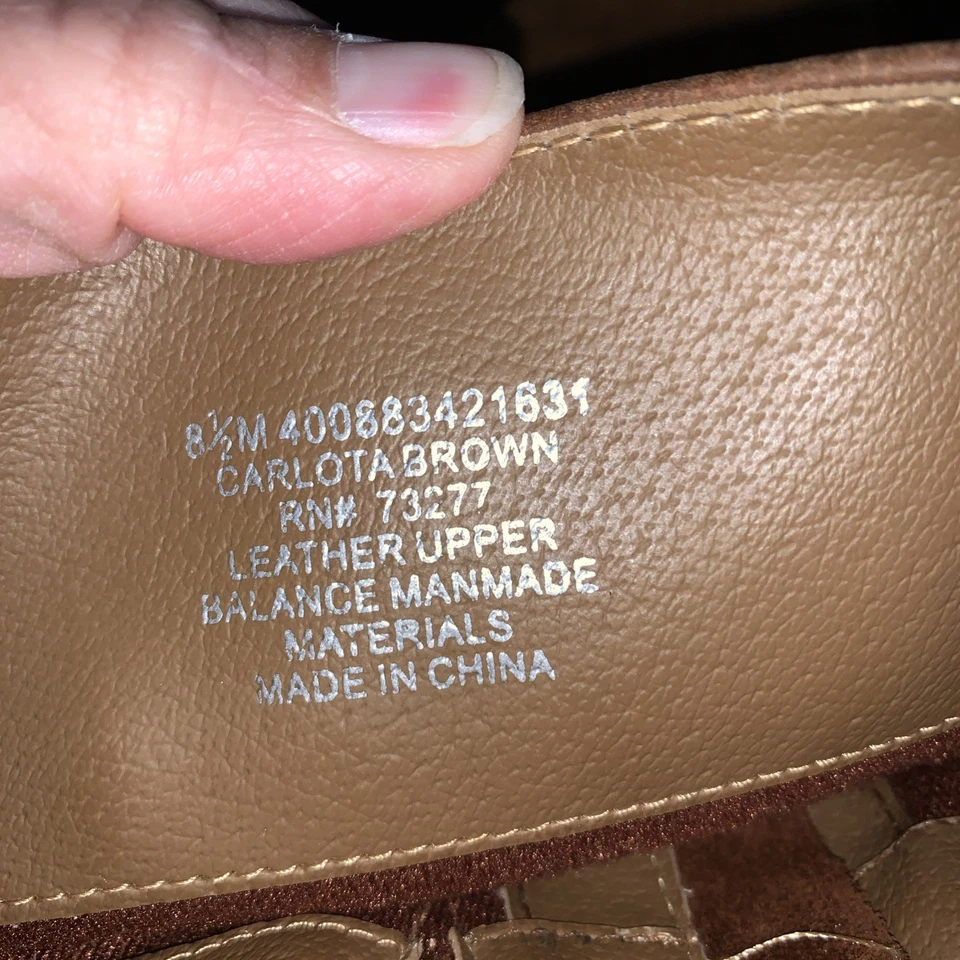 8½M 400883421631
CARLOTA BROWN
RN# 73277
LEATHER UPPER
BALANCE MANMADE
MATERIALS
MADE IN CHINA